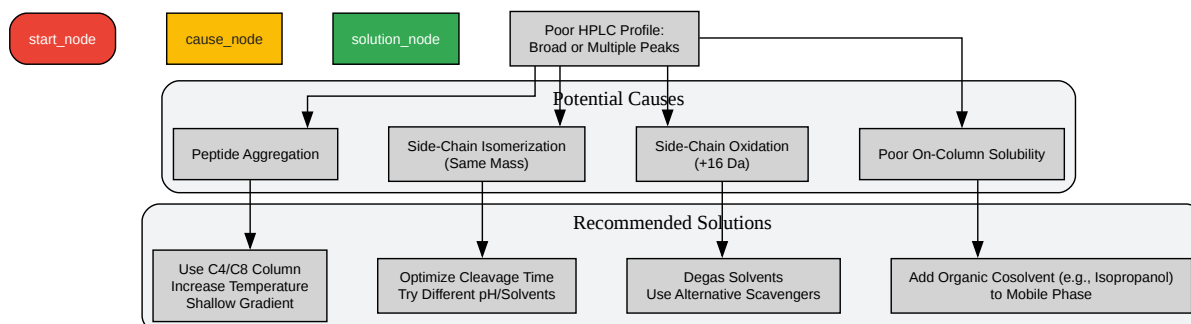 start_node
cause_node
solution_node
Poor HPLC Profile:
Broad or Multiple Peaks
Potential Causes
Peptide Aggregation
Side-Chain Isomerization
(Same Mass)
Side-Chain Oxidation
(+16 Da)
Poor On-Column Solubility
Recommended Solutions
Use C4/C8 Column
Increase Temperature
Shallow Gradient
Optimize Cleavage Time
Try Different pH/Solvents
Degas Solvents
Use Alternative Scavengers
Add Organic Cosolvent (e.g., Isopropanol)
to Mobile Phase